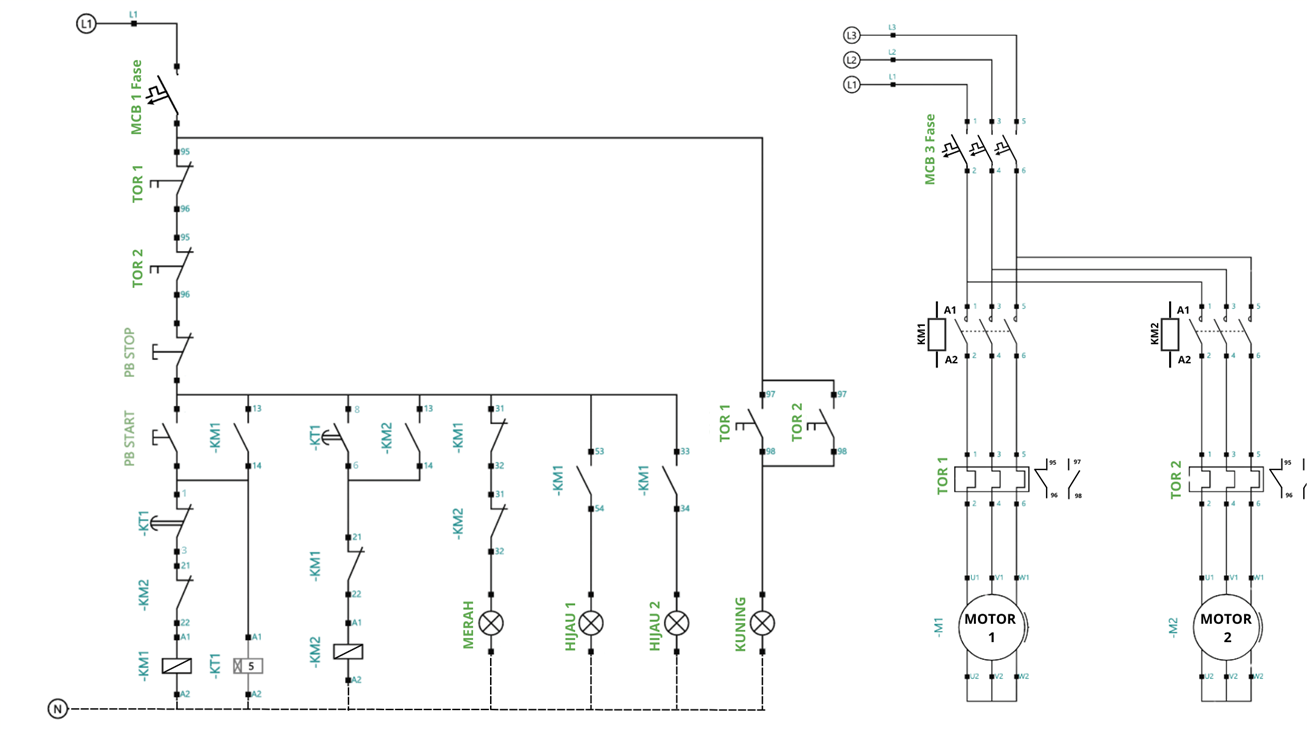 L1
L1
MCB 1 Fase
95
TOR 1
96
95
TOR 2
96
PB STOP
PB START
13
-KM1
14
8
-KT1
6
13
-KM2
14
31
-KM1
32
31
-KM2
32
53
-KM1
54
33
-KM1
34
97
TOR 1
98
97
TOR 2
98
1
-KT1
3
21
-KM2
22
A1
-KM1
A2
A1
-KT1
5
A2
21
-KM1
22
A1
-KM2
A2
MERAH
HIJAU 1
HIJAU 2
KUNING
N
L3
L3
L2
L2
L1
L1
1
3
5
MCB 3 Fase
2
4
6
A1
1
3
5
KM1
A2
2
4
6
A1
1
3
5
KM2
A2
2
4
6
1
3
5
TOR 1
95
97
96
98
2
4
6
1
3
5
TOR 2
95
96
2
4
6
U1
V1
W1
-M1
MOTOR
1
U2
V2
W2
U1
V1
W1
-M2
MOTOR
2
U2
V2
W2